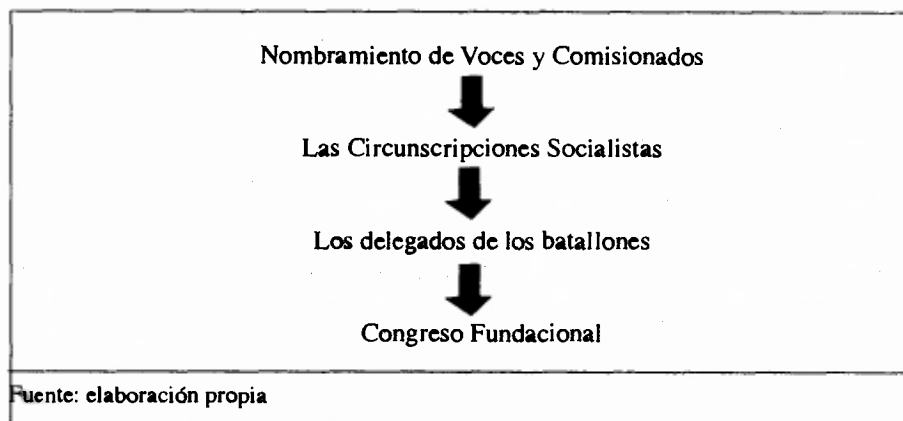 Nombramiento de Voces y Comisionados
Las Circunscripciones Socialistas
Los delegados de los batallones
Congreso Fundacional
Fuente: elaboración propia